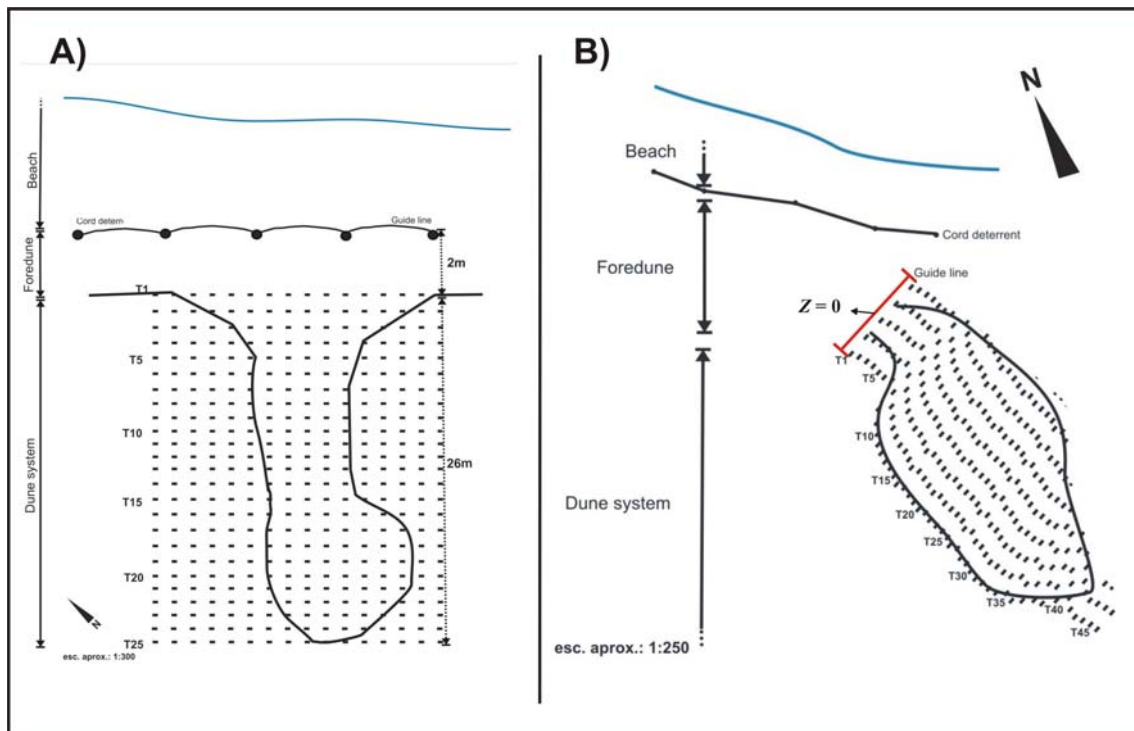 A)
Beach
Cord detern
Guide line
Foredune
2m
T1
T5
T10
26m
Dune system
T15
T20
N
T25
esc. aprox.: 1:300
B)
N
Beach
Cord deterrent
Foredune
Guide line
Z = 0
T1
T5
T10
T15
Dune system
T20
T25
T30
T35
T40
T45
esc. aprox.: 1:250